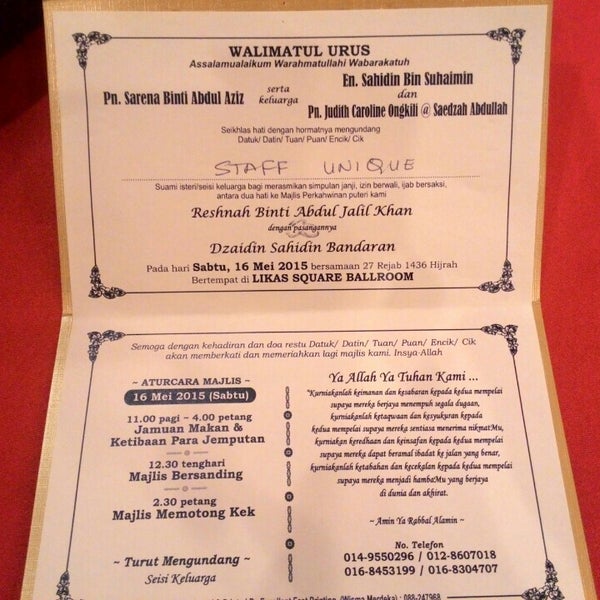 WALIMATUL URUS
Assalamualaikum Warahmatullahi Wabarakatuh
Pn. Sarena Binti Abdul Aziz
serta
keluarga
En. Sahidin Bin Suhaimin
dan
Pn. Judith Caroline Ongkili @ Saedzah Abdullah
Seikhlas hati dengan hormatnya mengundang
Datuk/ Datin/ Tuan/ Puan/ Encik/ Cik
STAFF UNIQUE
Suami isteri/seisi keluarga bagi merasmikan simpulan janji, izin berwali, ijab bersaksi,
antara dua hati ke Majlis Perkahwinan puteri kami
Reshnah Binti Abdul Jalil Khan
dengan pasangannya
Dzaidin Sahidin Bandaran
Pada hari Sabtu, 16 Mei 2015 bersamaan 27 Rejab 1436 Hijrah
Bertempat di LIKAS SQUARE BALLROOM
Semoga dengan kehadiran dan doa restu Datuk/ Datin/ Tuan/ Puan/ Encik/ Cik
akan memberkati dan memeriahkan lagi majlis kami. Insya-Allah
~ ATURCARA MAJLIS ~
16 Mei 2015 (Sabtu)
11.00 pagi ~ 4.00 petang
Jamuan Makan &
Ketibaan Para Jemputan
12.30 tenghari
Majlis Bersanding
2.30 petang
Majlis Memotong Kek
~ Turut Mengundang ~
Seisi Keluarga
Ya Allah Ya Tuhan Kami ...
"Kurniakanlah keimanan dan kesabaran kepada kedua mempelai
supaya mereka berjaya menempuh segala dugaan,
kurniakanlah ketaqwaan dan kesyukuran kepada
kedua mempelai supaya mereka sentiasa menerima nikmatMu,
kurniakan keredhaan dan keinsafan kepada kedua mempelai
supaya mereka dapat beramal ibadat ke jalan yang benar,
kurniakanlah ketabahan dan kecekalan kepada kedua mempelai
supaya mereka menjadi hambaMu yang berjaya
di dunia dan akhirat.
~ Amin Ya Rabbal Alamin ~
No. Telefon
014-9550296 / 012-8607018
016-8453199 / 016-8304707
Printed By Excellent East Printing (Wisma Merdeka) : 088-247968